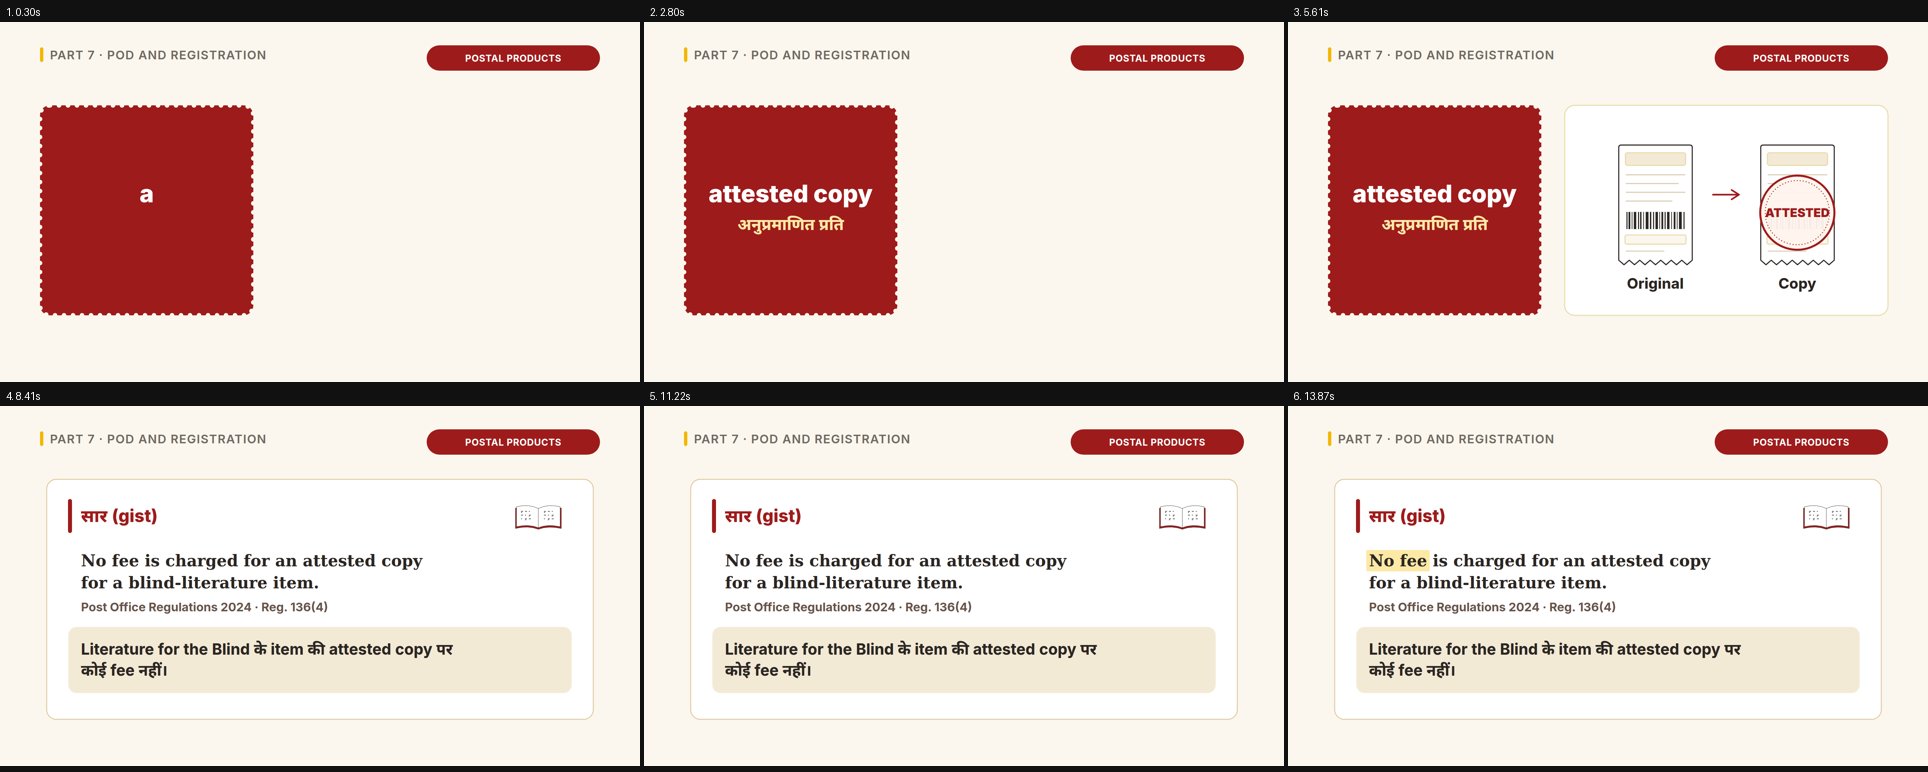 1. 0.30s
PART 7 · POD AND REGISTRATION
POSTAL PRODUCTS
a
2. 2.80s
PART 7 · POD AND REGISTRATION
POSTAL PRODUCTS
attested copy
अनुप्रमाणित प्रति
3. 5.61s
PART 7 · POD AND REGISTRATION
POSTAL PRODUCTS
attested copy
अनुप्रमाणित प्रति
ATTESTED
Original
Copy
4. 8.41s
PART 7 · POD AND REGISTRATION
POSTAL PRODUCTS
सार (gist)
No fee is charged for an attested copy
for a blind-literature item.
Post Office Regulations 2024 · Reg. 136(4)
Literature for the Blind के item की attested copy पर
कोई fee नहीं।
5. 11.22s
PART 7 · POD AND REGISTRATION
POSTAL PRODUCTS
सार (gist)
No fee is charged for an attested copy
for a blind-literature item.
Post Office Regulations 2024 · Reg. 136(4)
Literature for the Blind के item की attested copy पर
कोई fee नहीं।
6. 13.87s
PART 7 · POD AND REGISTRATION
POSTAL PRODUCTS
सार (gist)
No fee is charged for an attested copy
for a blind-literature item.
Post Office Regulations 2024 · Reg. 136(4)
Literature for the Blind के item की attested copy पर
कोई fee नहीं।